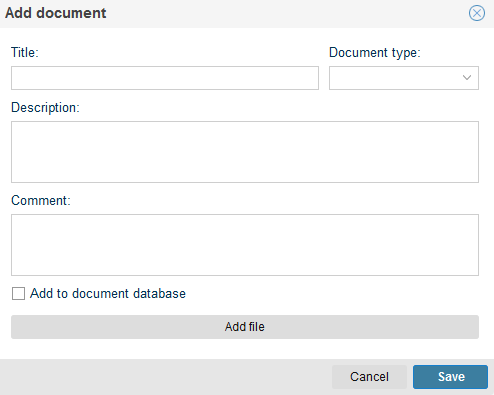 Add document
Title:
Document type:
Description:
Comment:
Add to document database
Add file
Cancel
Save